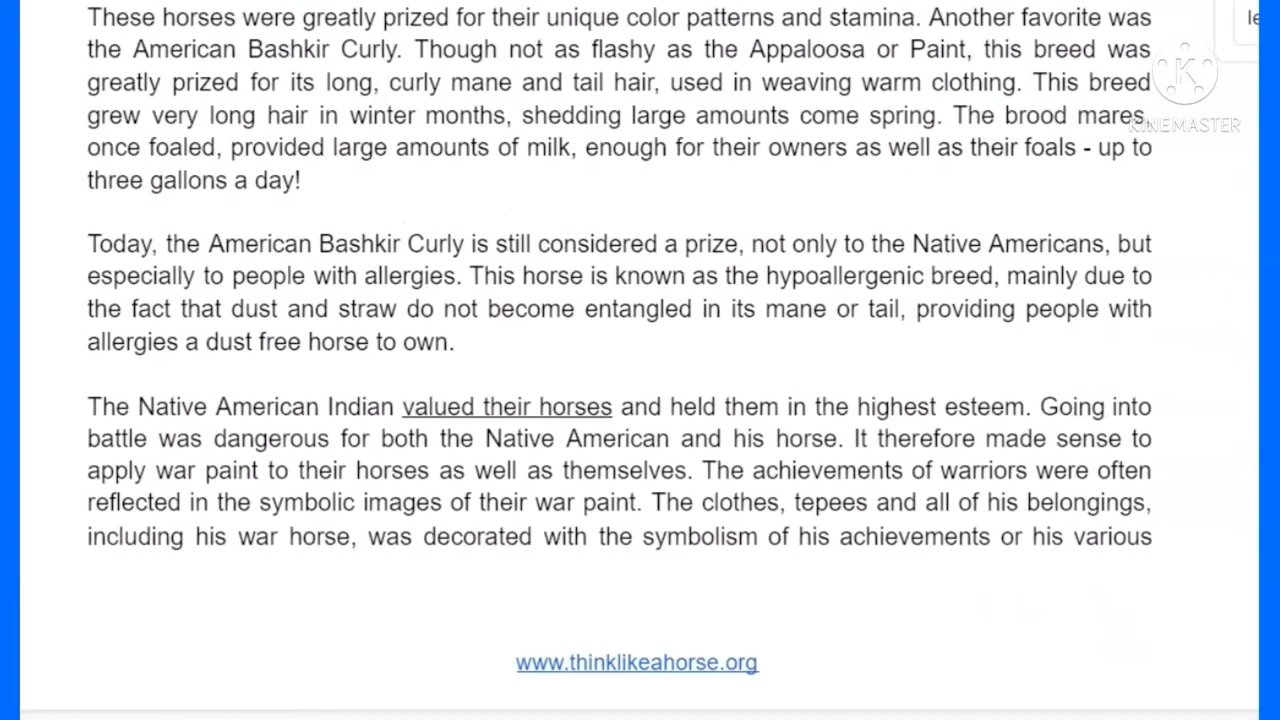 These horses were greatly prized for their unique color patterns and stamina. Another favorite was
the American Bashkir Curly. Though not as flashy as the Appaloosa or Paint, this breed was
greatly prized for its long, curly mane and tail hair, used in weaving warm clothing. This breed
grew very long hair in winter months, shedding large amounts come spring. The brood mares,
once foaled, provided large amounts of milk, enough for their owners as well as their foals - up to
three gallons a day!
Today, the American Bashkir Curly is still considered a prize, not only to the Native Americans, but
especially to people with allergies. This horse is known as the hypoallergenic breed, mainly due to
the fact that dust and straw do not become entangled in its mane or tail, providing people with
allergies a dust free horse to own.
The Native American Indian valued their horses and held them in the highest esteem. Going into
battle was dangerous for both the Native American and his horse. It therefore made sense to
apply war paint to their horses as well as themselves. The achievements of warriors were often
reflected in the symbolic images of their war paint. The clothes, tepees and all of his belongings,
including his war horse, was decorated with the symbolism of his achievements or his various
www.thinklikeahorse.org
K
KINEMASTER